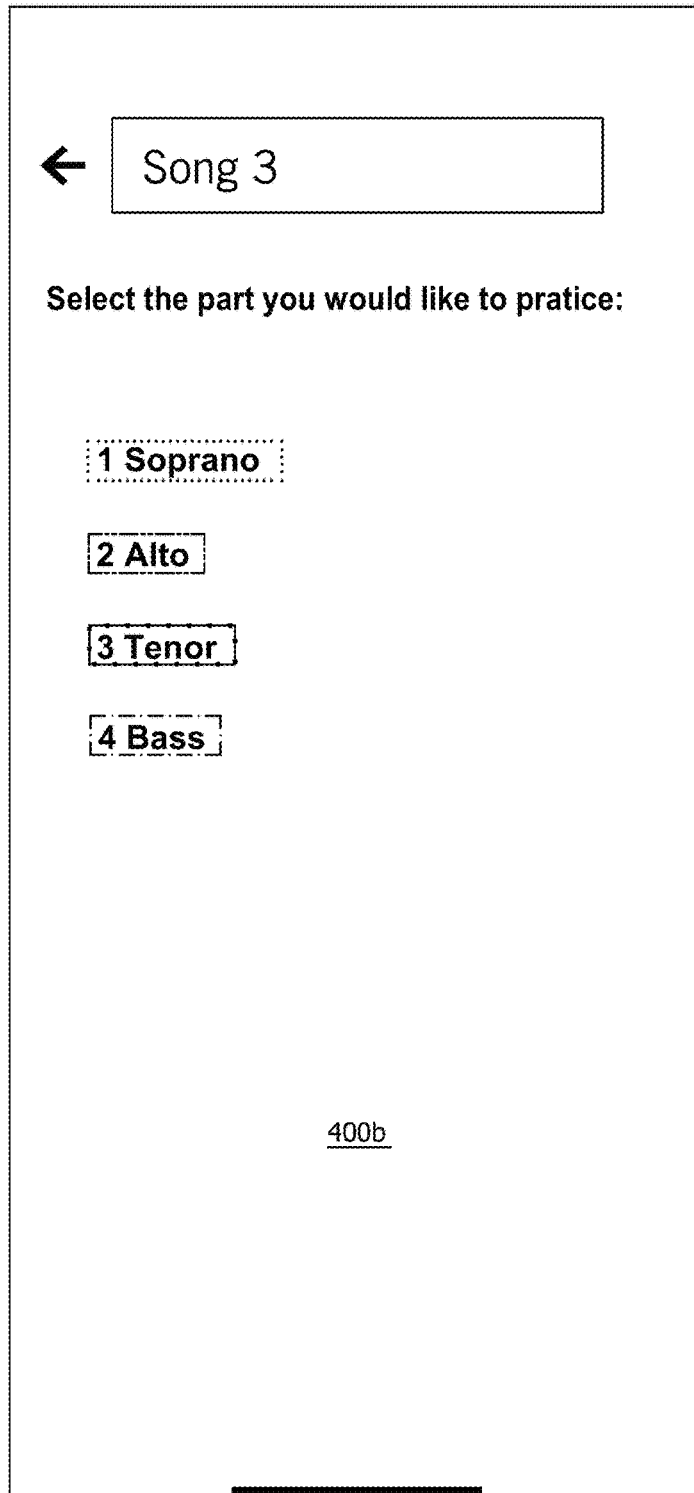 Song 3
Select the part you would like to pratice:
1 Soprano
2 Alto
3 Tenor
4 Bass
400b